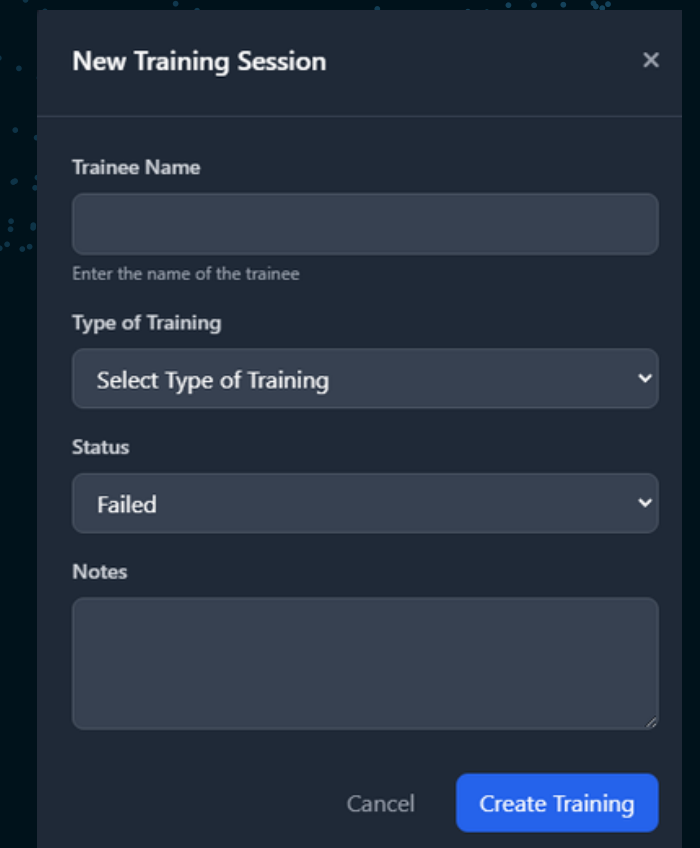 New Training Session ×
Trainee Name
Enter the name of the trainee
Type of Training
Select Type of Training
Status
Failed
Notes
Cancel Create Training